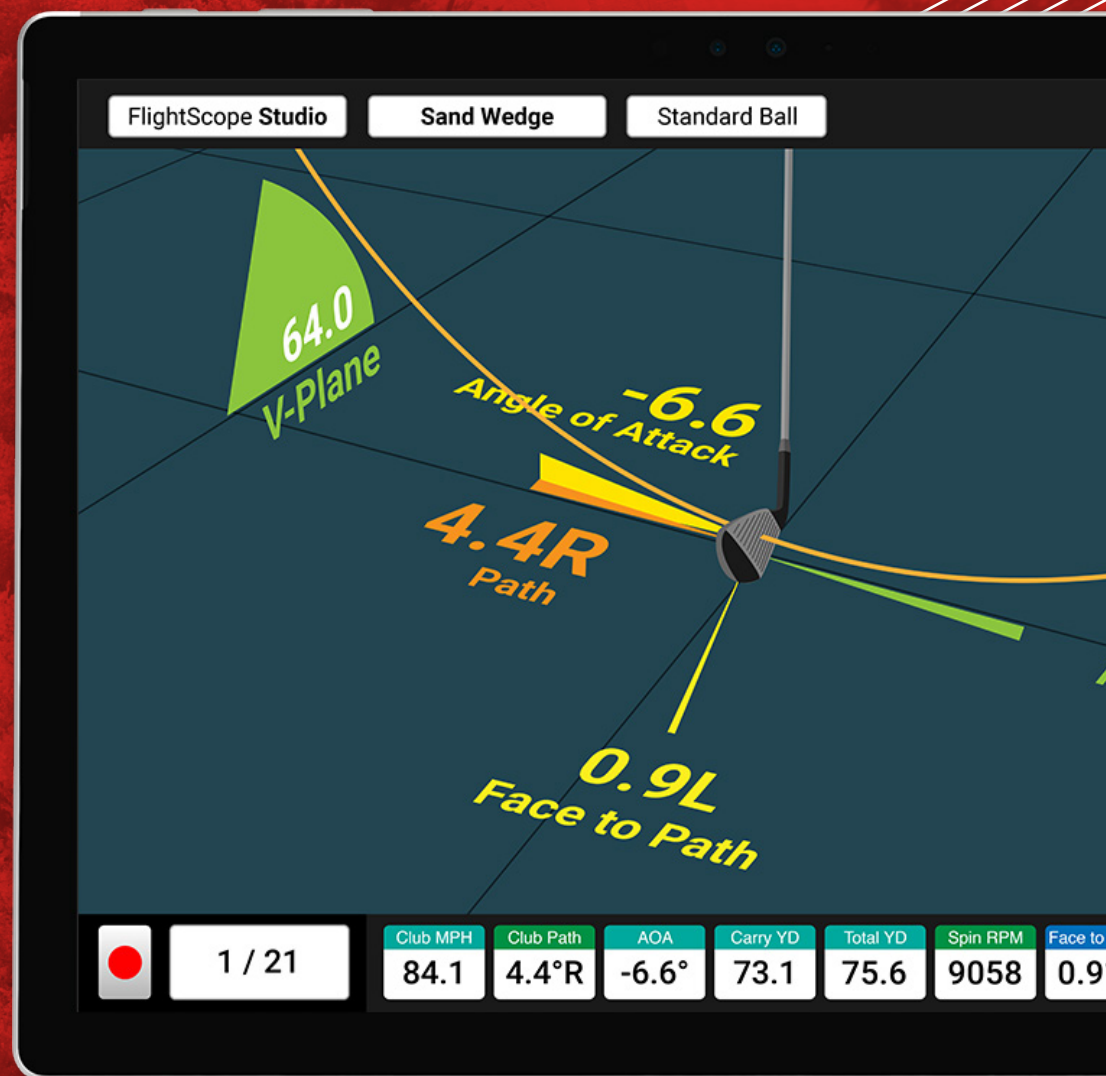 FlightScope Studio
Sand Wedge
Standard Ball
64.0
V-Plane
-6.6
Angle of Attack
4.4R
Path
0.9L
Face to Path
1 / 21
Club MPH
84.1
Club Path
4.4°R
AOA
-6.6°
Carry YD
73.1
Total YD
75.6
Spin RPM
9058
Face to
0.9